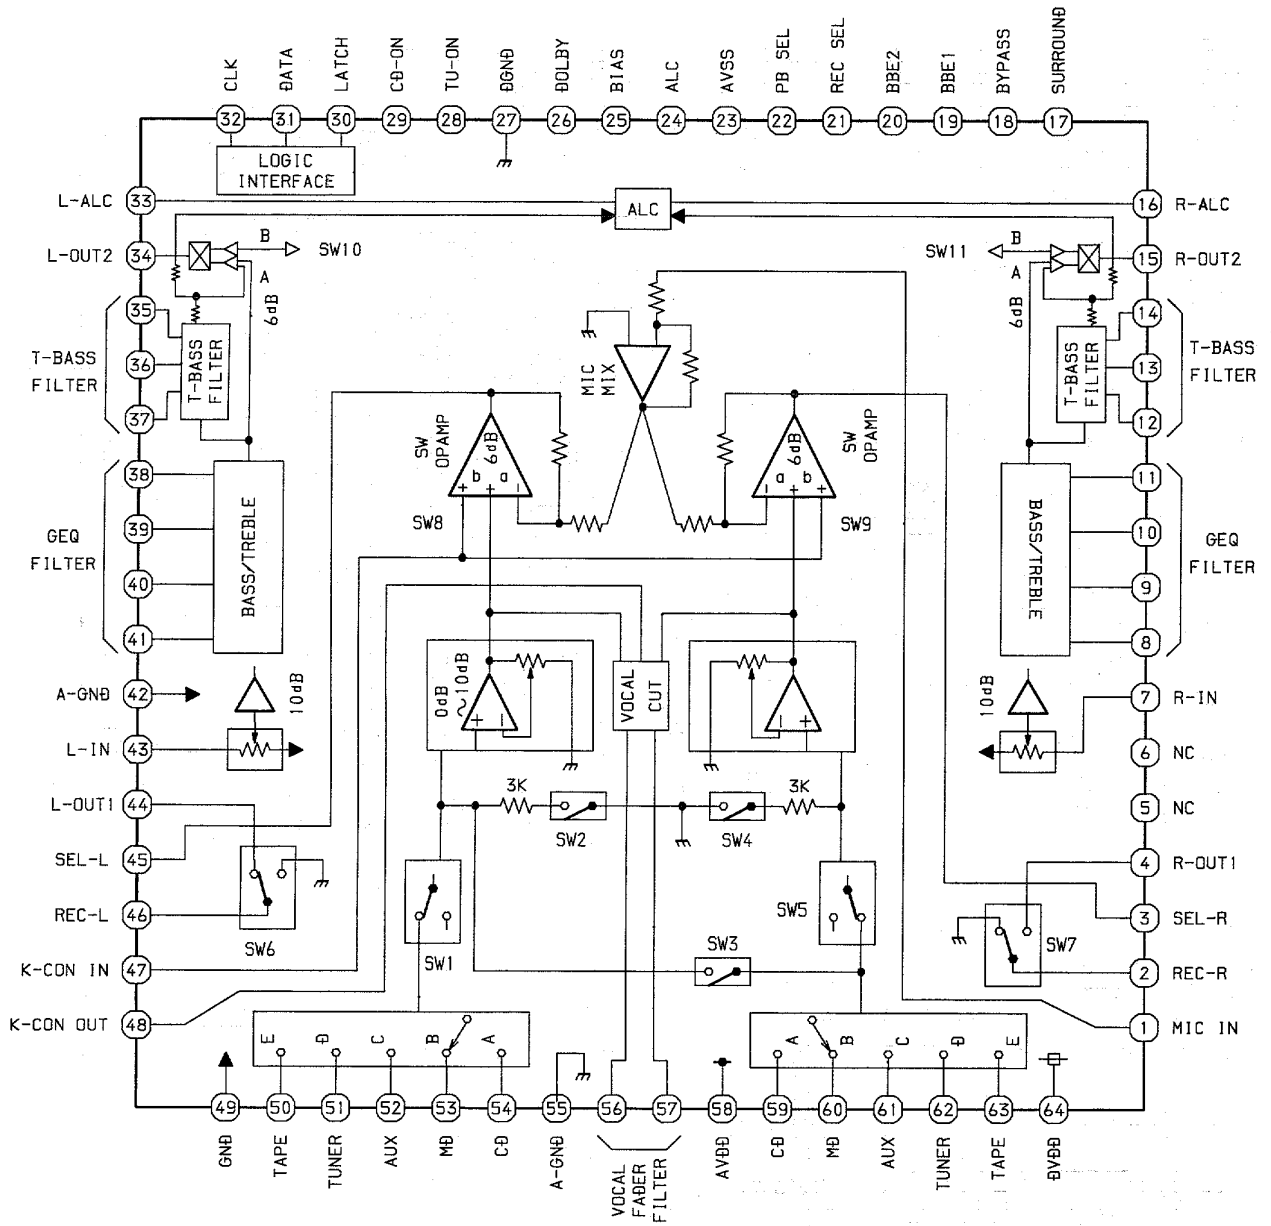 CLK
DATA
LATCH
CD-ON
TU-ON
DGND
DOLBY
BIAS
ALC
AVSS
PB SEL
REC SEL
BBE2
BBE1
BYPASS
SURROUND
32
31
30
29
28
27
26
25
24
23
22
21
20
19
18
17
LOGIC
INTERFACE
L-ALC
33
ALC
16
R-ALC
L-OUT2
34
B
A
SW10
6dB
SW11
B
A
6dB
15
R-OUT2
35
36
37
T-BASS
FILTER
T-BASS
FILTER
MIC
MIX
T-BASS
FILTER
14
13
12
T-BASS
FILTER
SW
OPAMP
6dB
b
a
+
+
−
SW8
6dB
a
b
−
+
+
SW
OPAMP
SW9
38
39
40
41
GEQ
FILTER
BASS/TREBLE
BASS/TREBLE
11
10
9
8
GEQ
FILTER
A-GND
42
10dB
L-IN
43
0dB
~10dB
+
−
VOCAL
CUT
−
+
10dB
7
R-IN
6
NC
5
NC
L-OUT1
44
3K
SW2
SW4
3K
4
R-OUT1
SEL-L
45
REC-L
46
SW6
SW1
SW5
SW3
SW7
3
SEL-R
2
REC-R
K-CON IN
47
K-CON OUT
48
1
MIC IN
E
D
C
B
A
A
B
C
D
E
49
50
51
52
53
54
55
56
57
58
59
60
61
62
63
64
GND
TAPE
TUNER
AUX
MD
CD
A-GND
VOCAL
FADER
FILTER
AVDD
CD
MD
AUX
TUNER
TAPE
DVDD